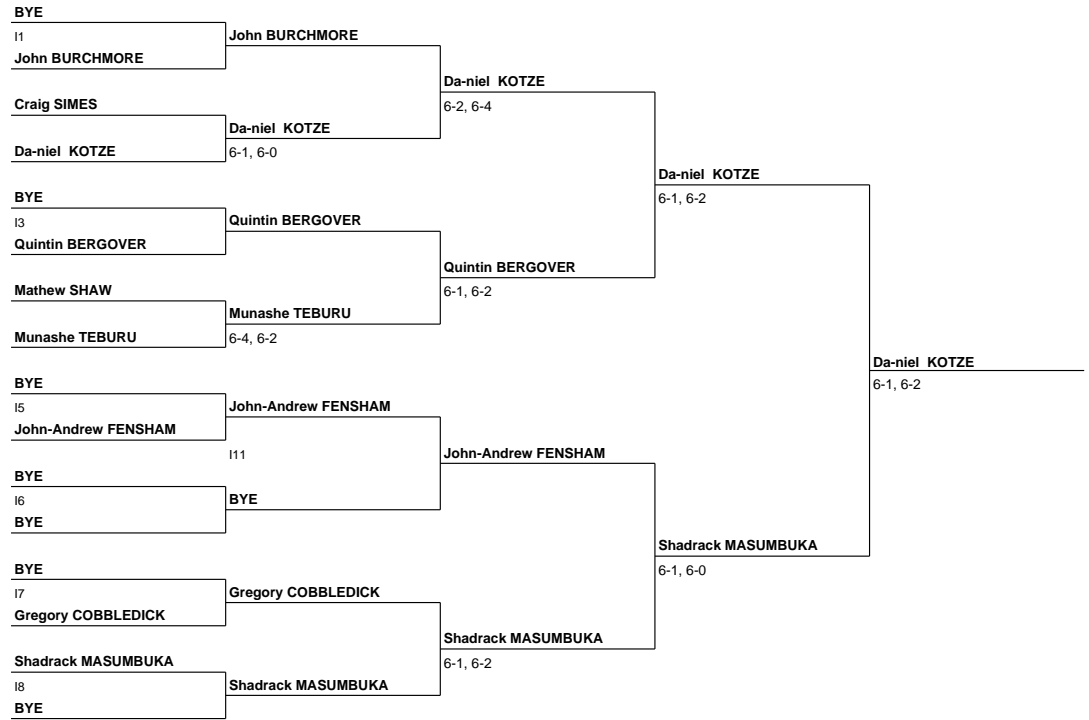 BYE
I1
John BURCHMORE
John BURCHMORE
Craig SIMES
Da-niel KOTZE
Da-niel KOTZE
6-1, 6-0
Da-niel KOTZE
6-2, 6-4
BYE
I3
Quintin BERGOVER
Quintin BERGOVER
Mathew SHAW
Munashe TEBURU
Munashe TEBURU
6-4, 6-2
Quintin BERGOVER
6-1, 6-2
Da-niel KOTZE
6-1, 6-2
BYE
I5
John-Andrew FENSHAM
John-Andrew FENSHAM
I11
BYE
I6
BYE
BYE
John-Andrew FENSHAM
BYE
I7
Gregory COBBLEDICK
Gregory COBBLEDICK
Shadrack MASUMBUKA
I8
BYE
Shadrack MASUMBUKA
Shadrack MASUMBUKA
6-1, 6-2
Shadrack MASUMBUKA
6-1, 6-0
Da-niel KOTZE
6-1, 6-2